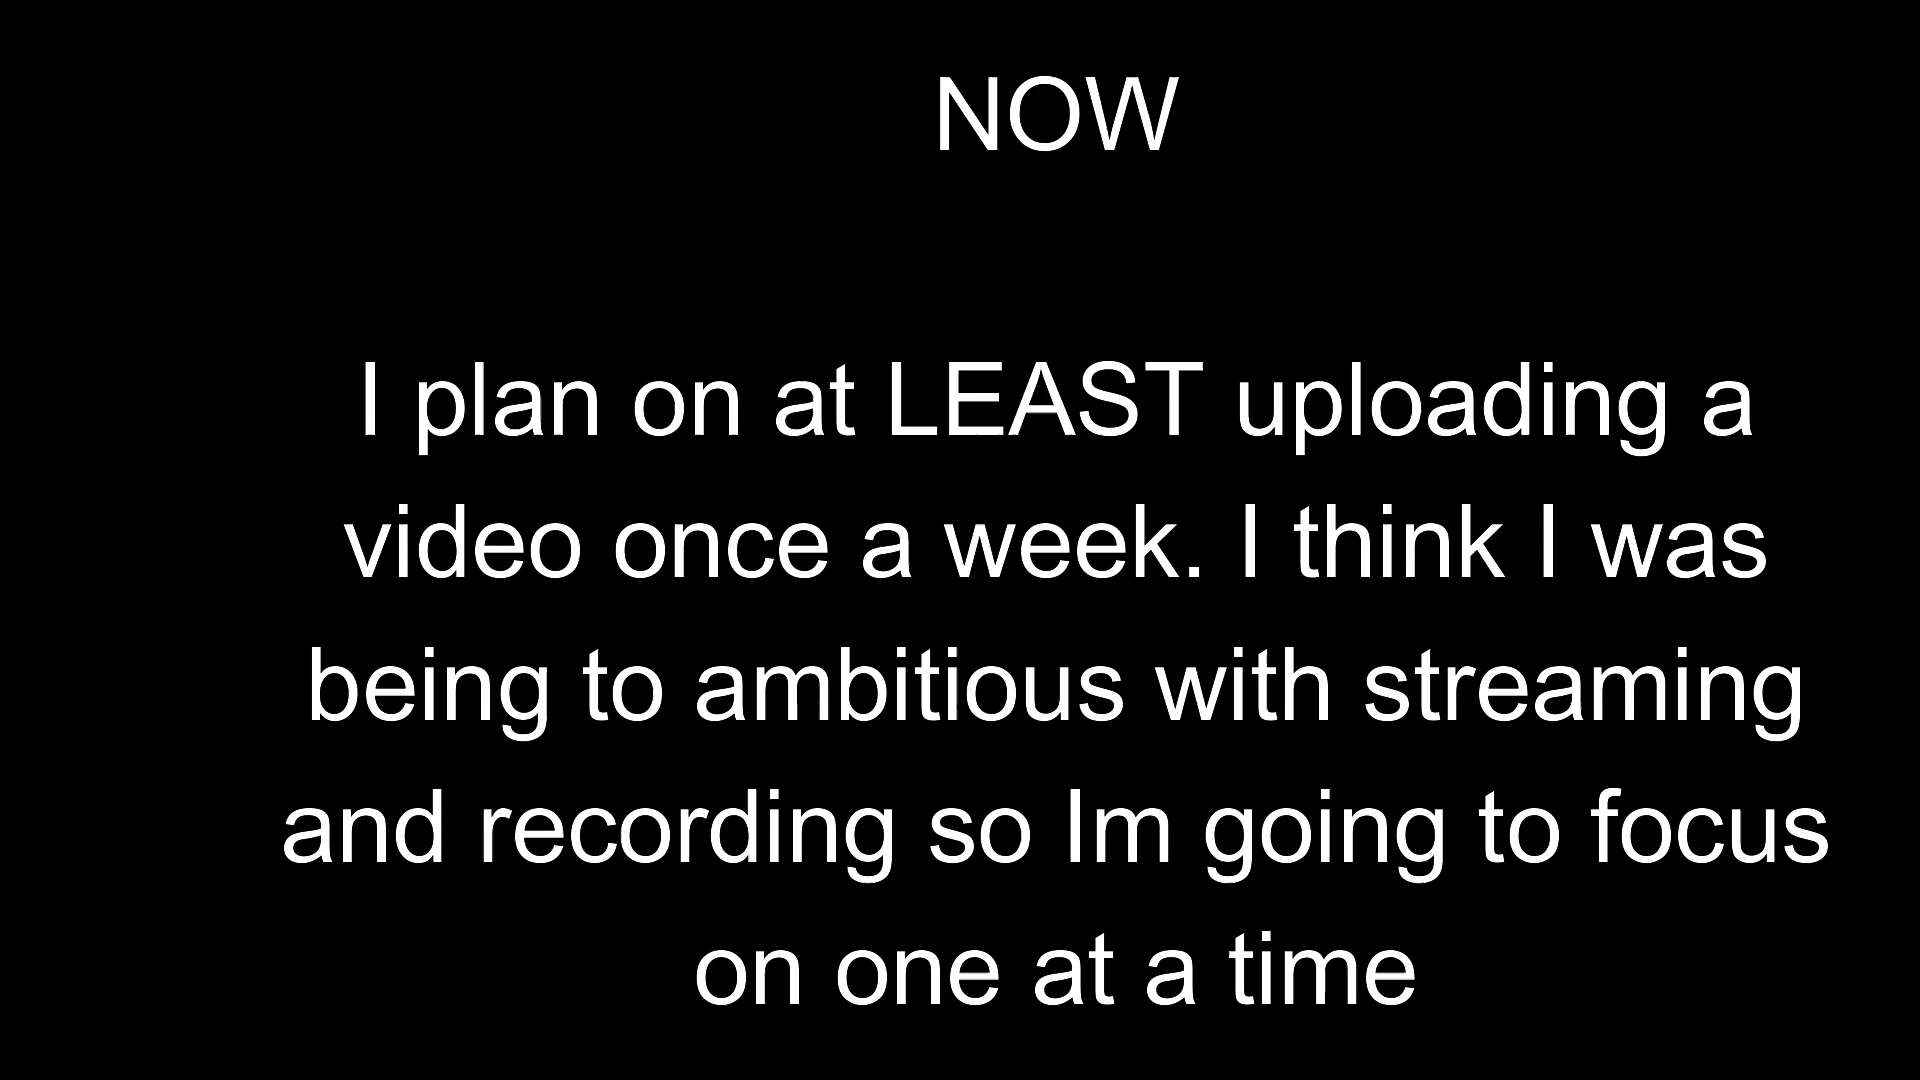 NOW
I plan on at LEAST uploading a
video once a week. I think I was
being to ambitious with streaming
and recording so Im going to focus
on one at a time